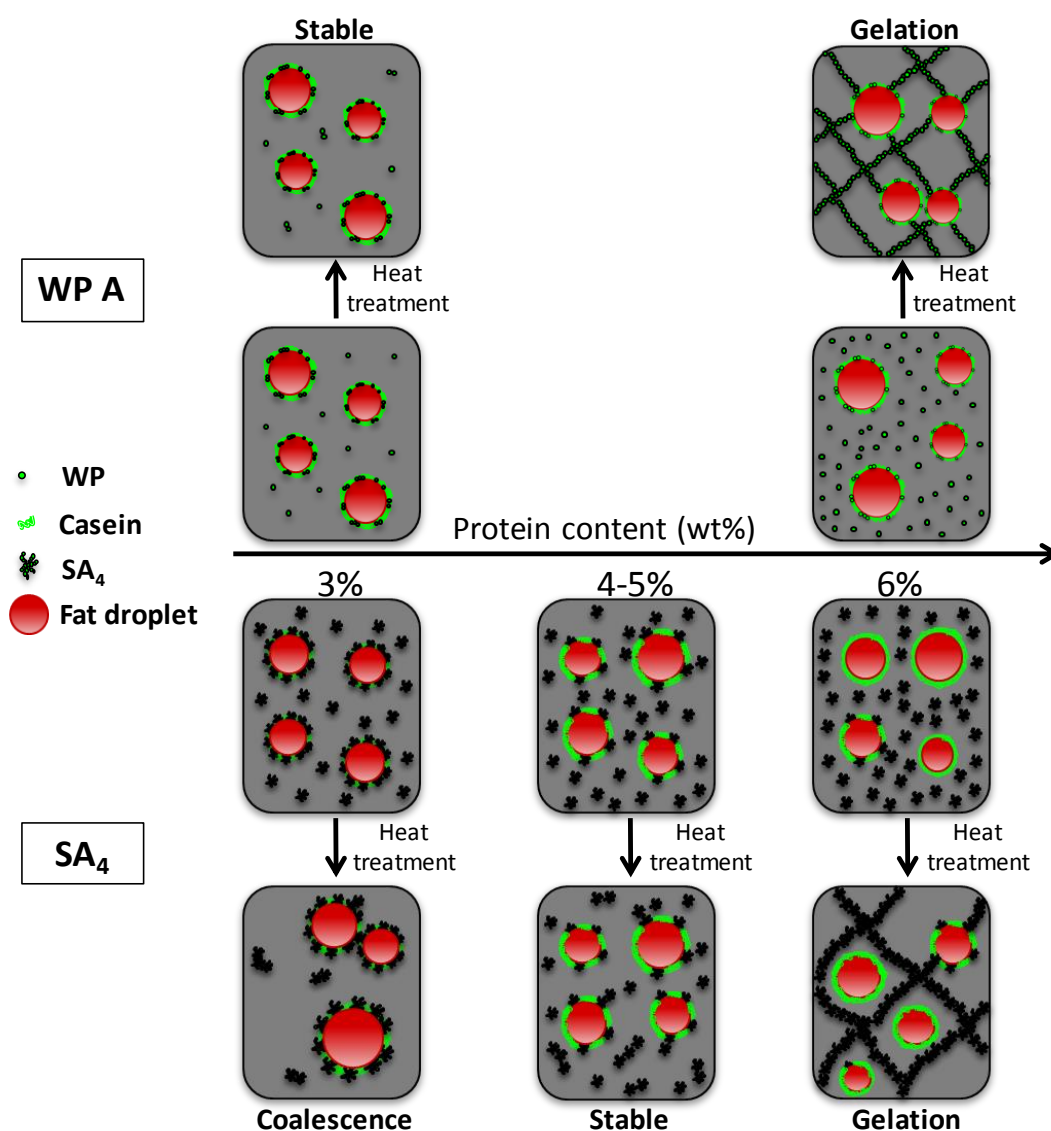 Stable
Gelation
Heat
treatment
Heat
treatment
WP A
WP
Casein
SA₄
Fat droplet
Protein content (wt%)
3%
4-5%
6%
Heat
treatment
Heat
treatment
Heat
treatment
SA₄
Coalescence
Stable
Gelation